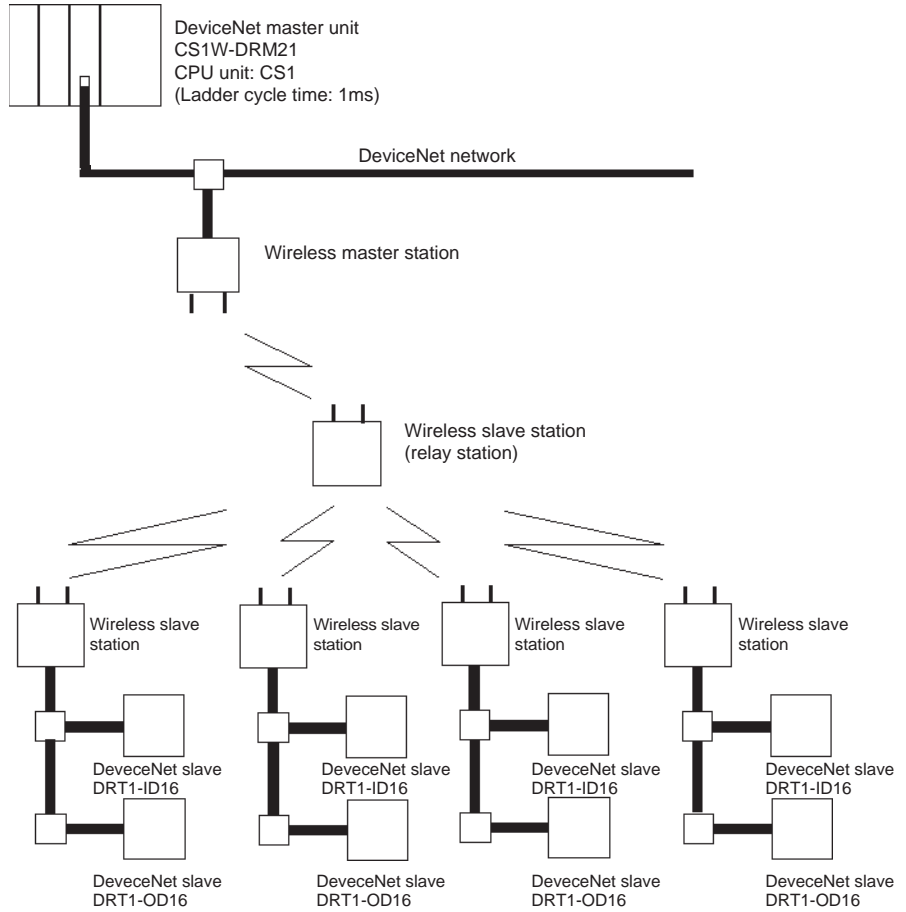 DeviceNet master unit
CS1W-DRM21
CPU unit: CS1
(Ladder cycle time: 1ms)
DeviceNet network
Wireless master station
Wireless slave station
(relay station)
Wireless slave
station
Wireless slave
station
Wireless slave
station
Wireless slave
station
DeveceNet slave
DRT1-ID16
DeveceNet slave
DRT1-ID16
DeveceNet slave
DRT1-ID16
DeveceNet slave
DRT1-ID16
DeveceNet slave
DRT1-OD16
DeveceNet slave
DRT1-OD16
DeveceNet slave
DRT1-OD16
DeveceNet slave
DRT1-OD16